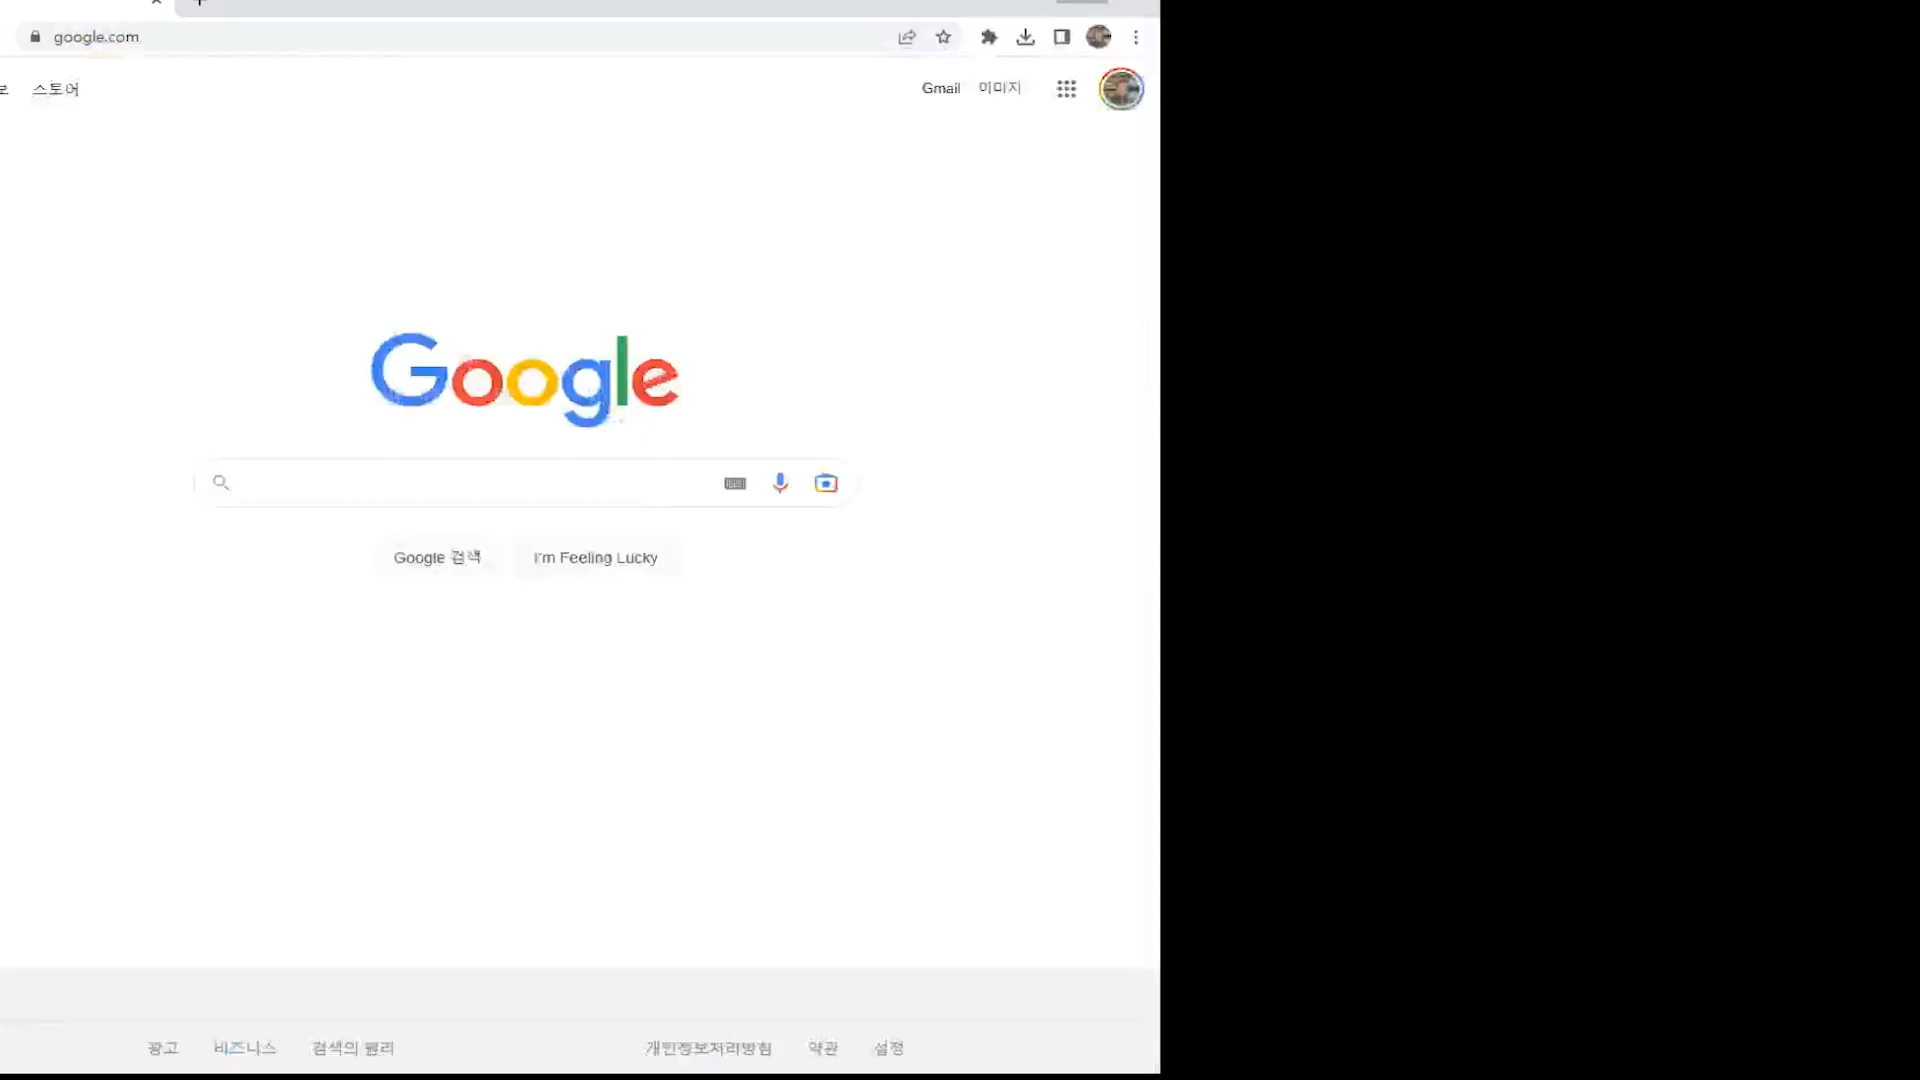 google.com
스토어
Gmail 이미지
Google
Google 검색 I'm Feeling Lucky
광고 비즈니스 검색의 원리 개인정보처리방침 약관 설정